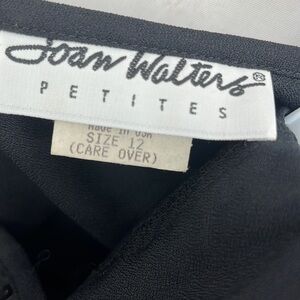 Joan Walters®
PETITES
Made in USA
SIZE 12
(CARE OVER)